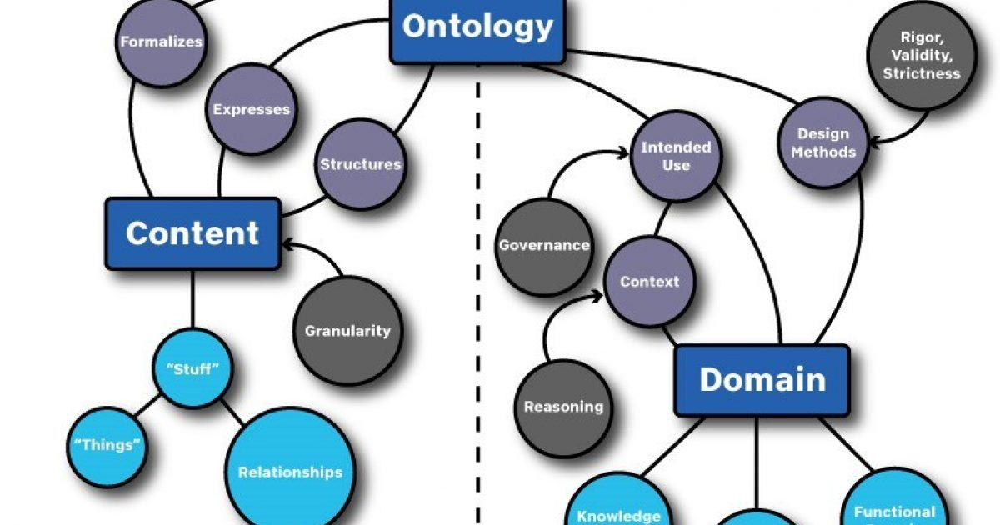 Ontology
Formalizes
Expresses
Structures
Content
Granularity
“Stuff”
“Things”
Relationships
Rigor,
Validity,
Strictness
Design
Methods
Intended
Use
Governance
Context
Reasoning
Domain
Knowledge
Functional